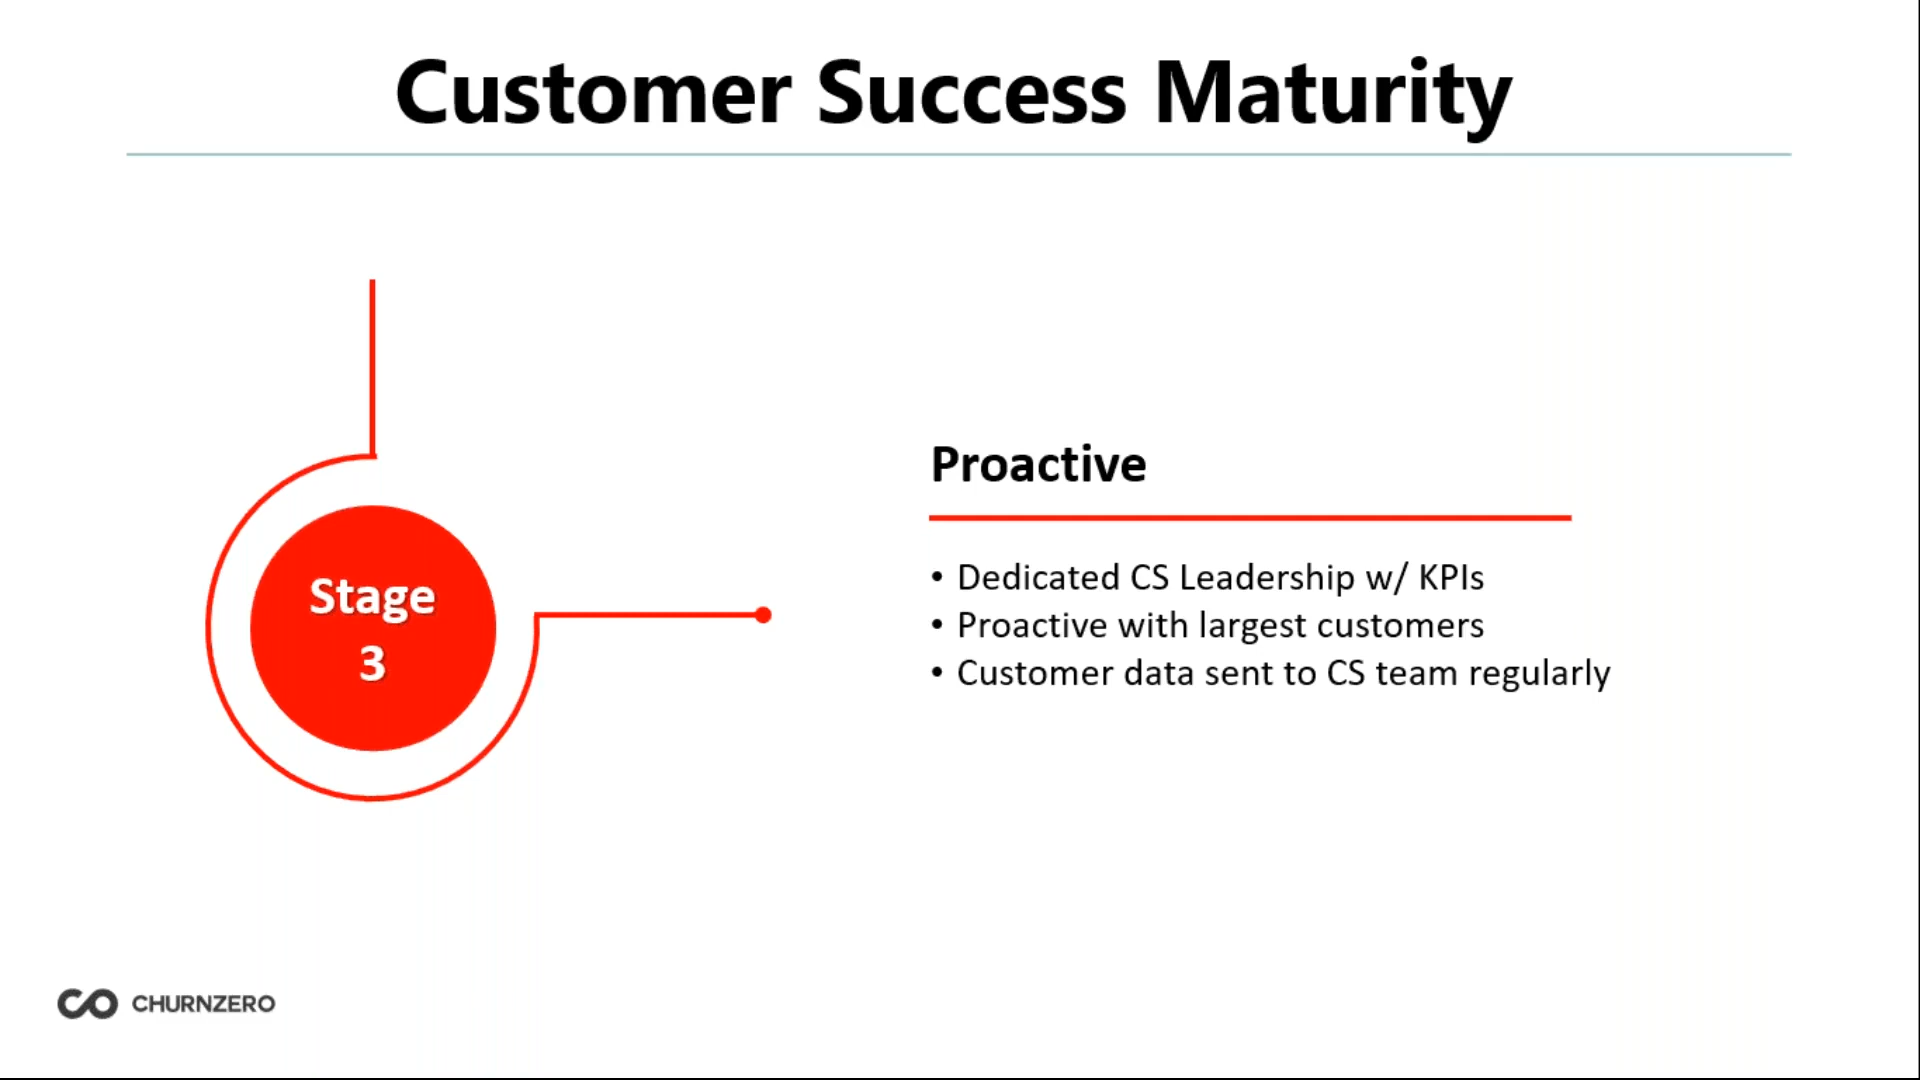 Customer Success Maturity
Stage
3
Proactive
• Dedicated CS Leadership w/ KPIs
• Proactive with largest customers
• Customer data sent to CS team regularly
CHURNZERO